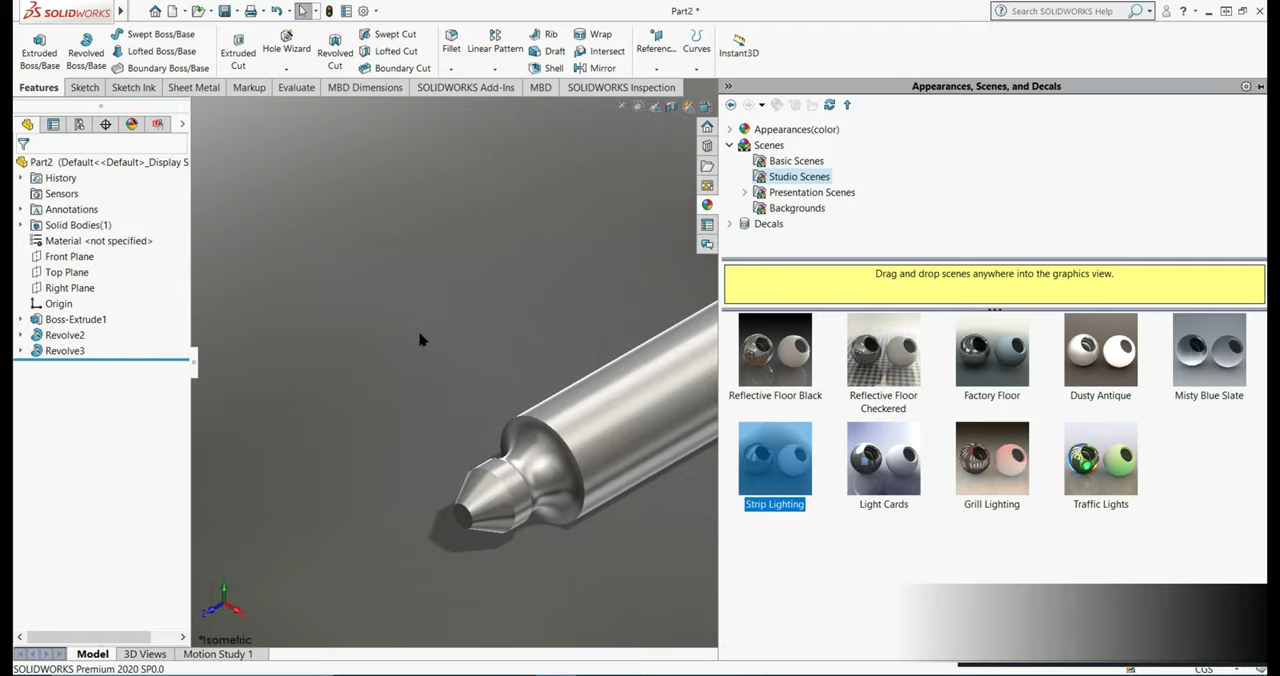 SOLIDWORKS
Part2 *
Search SOLIDWORKS Help
Extruded Boss/Base
Revolved Boss/Base
Swept Boss/Base
Lofted Boss/Base
Boundary Boss/Base
Extruded Cut
Hole Wizard
Revolved Cut
Swept Cut
Lofted Cut
Boundary Cut
Fillet
Linear Pattern
Rib
Draft
Shell
Wrap
Intersect
Mirror
Referenc...
Curves
Instant3D
Features
Sketch
Sketch Ink
Sheet Metal
Markup
Evaluate
MBD Dimensions
SOLIDWORKS Add-Ins
MBD
SOLIDWORKS Inspection
Part2 (Default<<Default>_Display S
History
Sensors
Annotations
Solid Bodies(1)
Material <not specified>
Front Plane
Top Plane
Right Plane
Origin
Boss-Extrude1
Revolve2
Revolve3
Z
*Isometric
Appearances, Scenes, and Decals
Appearances(color)
Scenes
Basic Scenes
Studio Scenes
Presentation Scenes
Backgrounds
Decals
Drag and drop scenes anywhere into the graphics view.
Reflective Floor Black
Reflective Floor
Checkered
Factory Floor
Dusty Antique
Misty Blue Slate
Strip Lighting
Light Cards
Grill Lighting
Traffic Lights
Model
3D Views
Motion Study 1
SOLIDWORKS Premium 2020 SP0.0
CGS